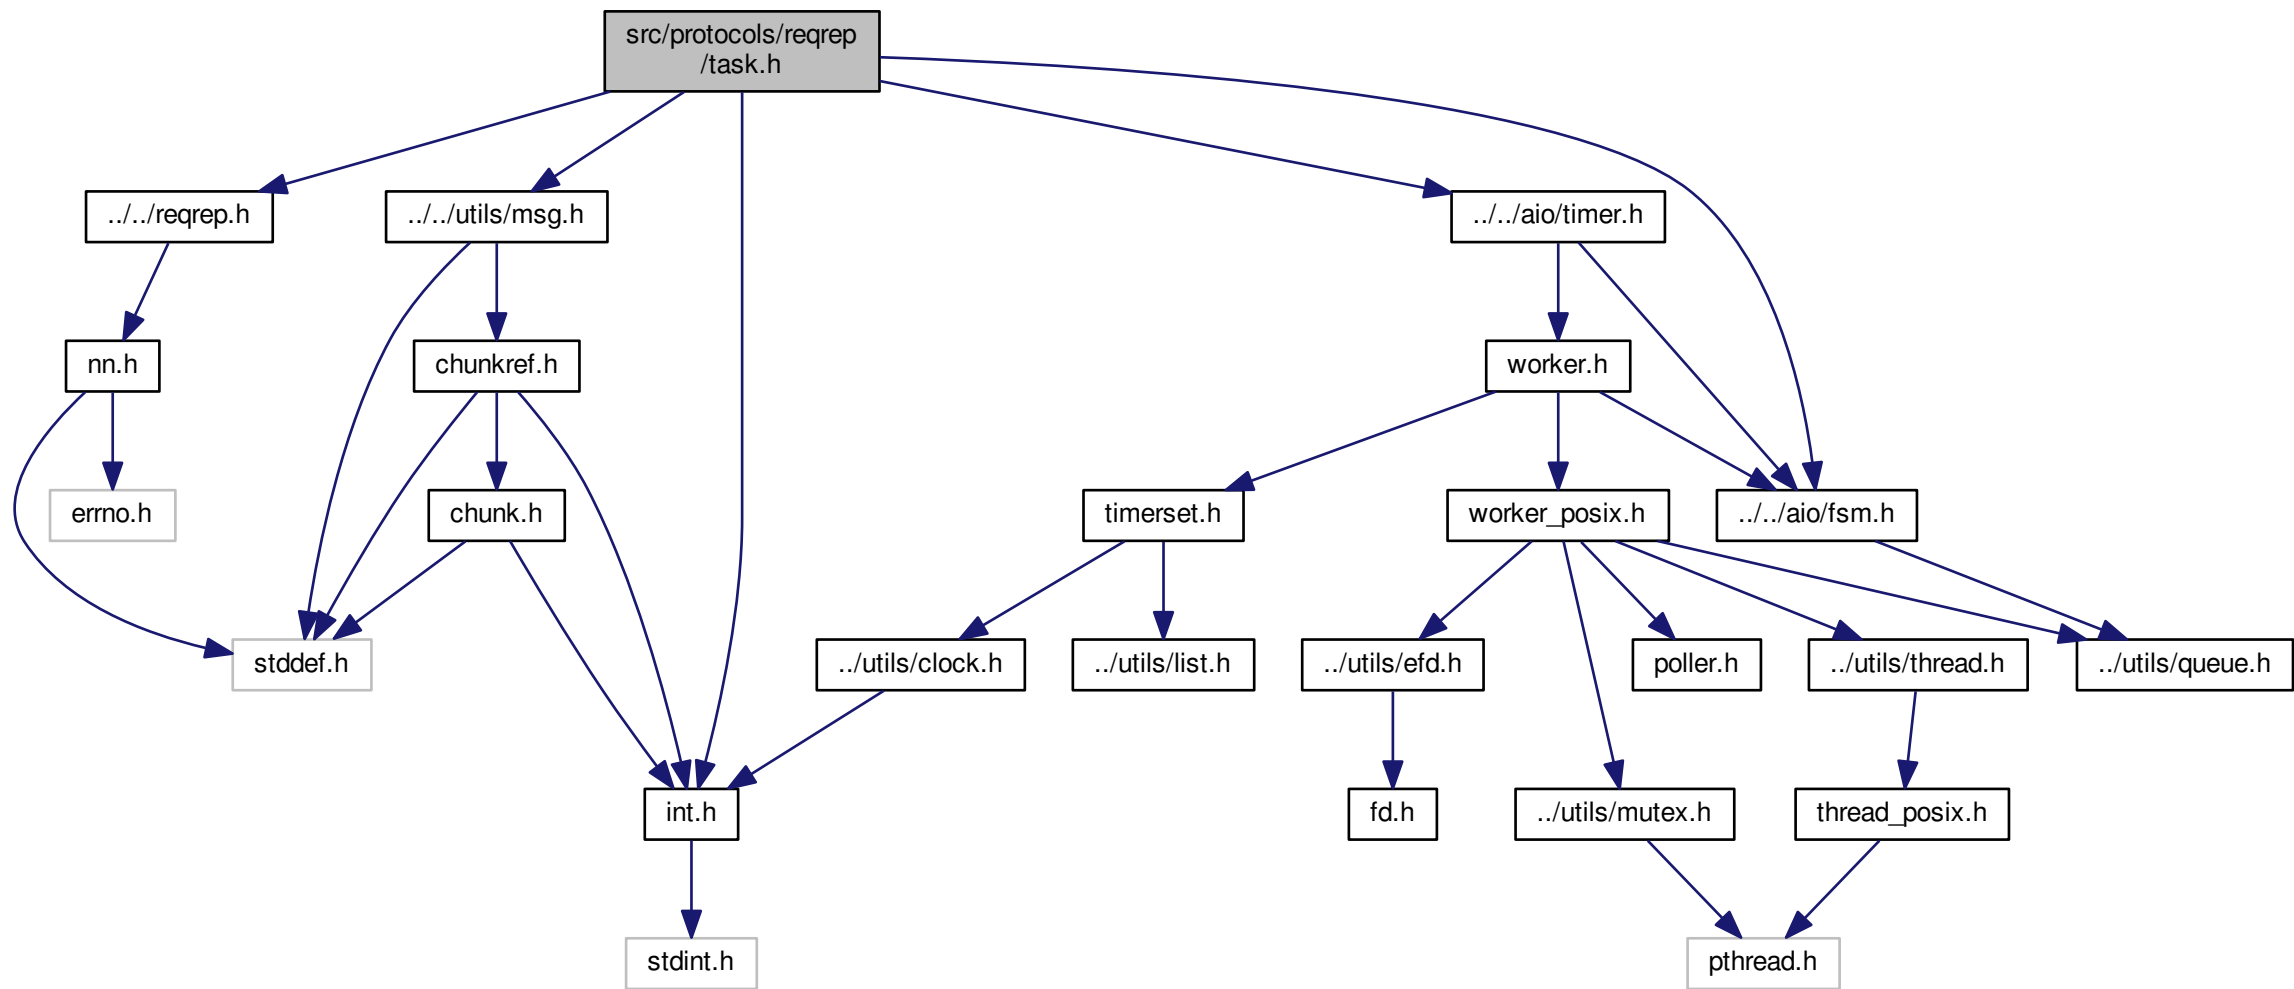 src/protocols/reqrep
/task.h
../../reqrep.h
../../utils/msg.h
../../aio/timer.h
nn.h
chunkref.h
worker.h
errno.h
chunk.h
timerset.h
worker_posix.h
../../aio/fsm.h
stddef.h
../utils/clock.h
../utils/list.h
../utils/efd.h
poller.h
../utils/thread.h
../utils/queue.h
int.h
fd.h
../utils/mutex.h
thread_posix.h
stdint.h
pthread.h